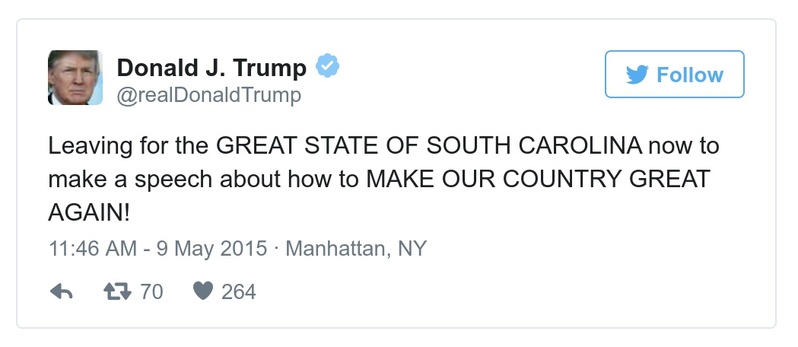 Donald J. Trump
@realDonaldTrump
Follow
Leaving for the GREAT STATE OF SOUTH CAROLINA now to
make a speech about how to MAKE OUR COUNTRY GREAT
AGAIN!
11:46 AM - 9 May 2015 · Manhattan, NY
70 264